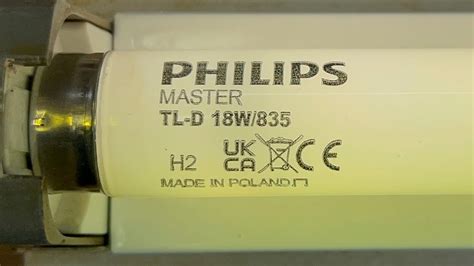 PHILIPS
MASTER
TL-D 18W/835
H2 UK CA CE
MADE IN POLAND